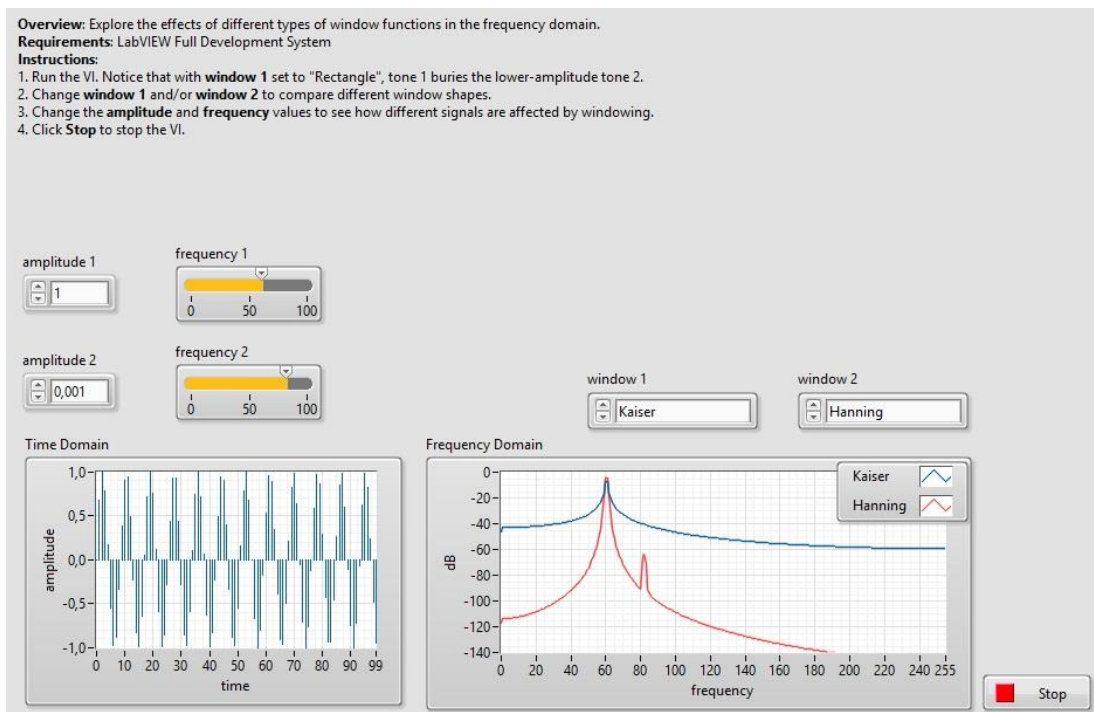 Overview: Explore the effects of different types of window functions in the frequency domain.
Requirements: LabVIEW Full Development System
Instructions:
1. Run the VI. Notice that with window 1 set to "Rectangle", tone 1 buries the lower-amplitude tone 2.
2. Change window 1 and/or window 2 to compare different window shapes.
3. Change the amplitude and frequency values to see how different signals are affected by windowing.
4. Click Stop to stop the VI.
amplitude 1
1
frequency 1
0 50 100
amplitude 2
0,001
frequency 2
0 50 100
window 1
Kaiser
window 2
Hanning
Time Domain
1,0
0,5
0,0
-0,5
-1,0
amplitude
0 10 20 30 40 50 60 70 80 90 99
time
Frequency Domain
Kaiser
Hanning
0
-20
-40
-60
-80
-100
-120
-140
dB
0 20 40 60 80 100 120 140 160 180 200 220 240 255
frequency
Stop